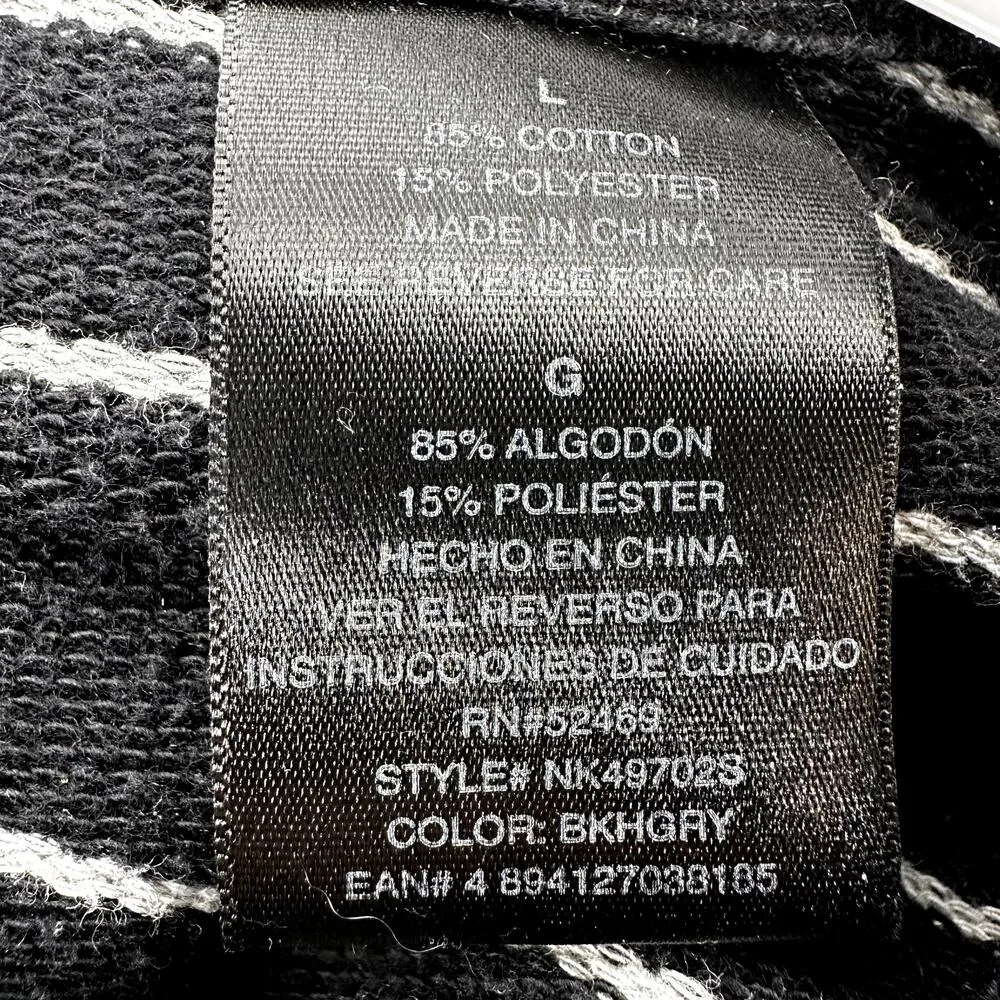 L
85% COTTON
15% POLYESTER
MADE IN CHINA
SEE REVERSE FOR CARE
G
85% ALGODÓN
15% POLIÉSTER
HECHO EN CHINA
VER EL REVERSO PARA
INSTRUCCIONES DE CUIDADO
RN#52469
STYLE# NK49702S
COLOR: BKHGRY
EAN# 4 894127038185